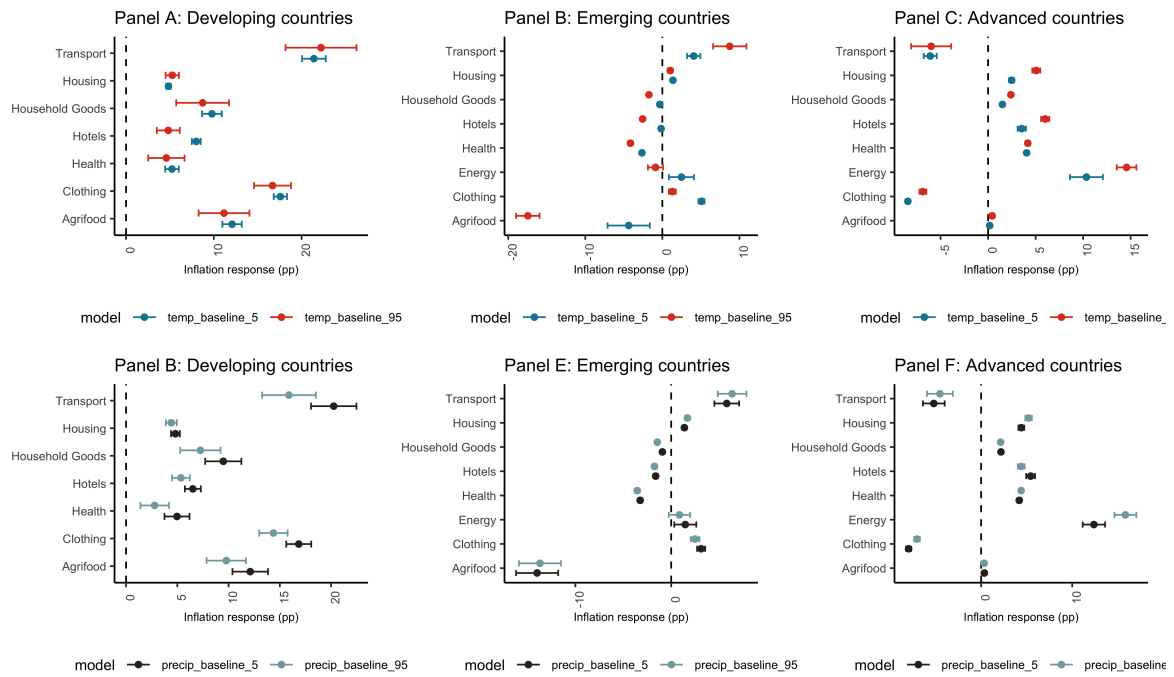 Panel A: Developing countries
Transport
Housing
Household Goods
Hotels
Health
Clothing
Agrifood
0
10
20
Inflation response (pp)
model temp_baseline_5 temp_baseline_95
Panel B: Emerging countries
Transport
Housing
Household Goods
Hotels
Health
Energy
Clothing
Agrifood
-20
-10
0
10
Inflation response (pp)
model temp_baseline_5 temp_baseline_95
Panel C: Advanced countries
Transport
Housing
Household Goods
Hotels
Health
Energy
Clothing
Agrifood
-5
0
5
10
15
Inflation response (pp)
model temp_baseline_5 temp_baseline_
Panel B: Developing countries
Transport
Housing
Household Goods
Hotels
Health
Clothing
Agrifood
0
5
10
15
20
Inflation response (pp)
model precip_baseline_5 precip_baseline_95
Panel E: Emerging countries
Transport
Housing
Household Goods
Hotels
Health
Energy
Clothing
Agrifood
-10
0
Inflation response (pp)
model precip_baseline_5 precip_baseline_95
Panel F: Advanced countries
Transport
Housing
Household Goods
Hotels
Health
Energy
Clothing
Agrifood
0
10
Inflation response (pp)
model precip_baseline_5 precip_baseline